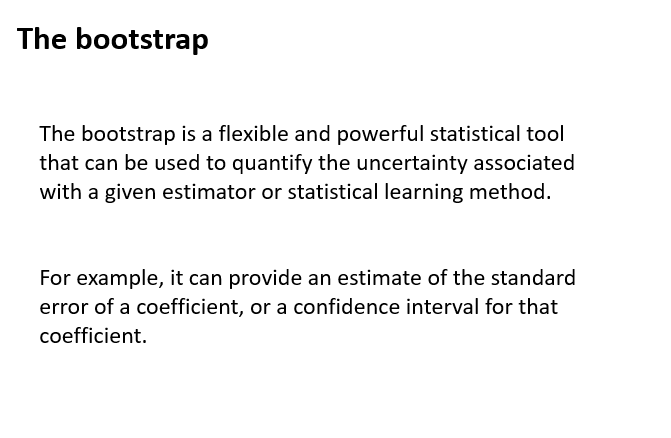 The bootstrap
The bootstrap is a flexible and powerful statistical tool
that can be used to quantify the uncertainty associated
with a given estimator or statistical learning method.
For example, it can provide an estimate of the standard
error of a coefficient, or a confidence interval for that
coefficient.